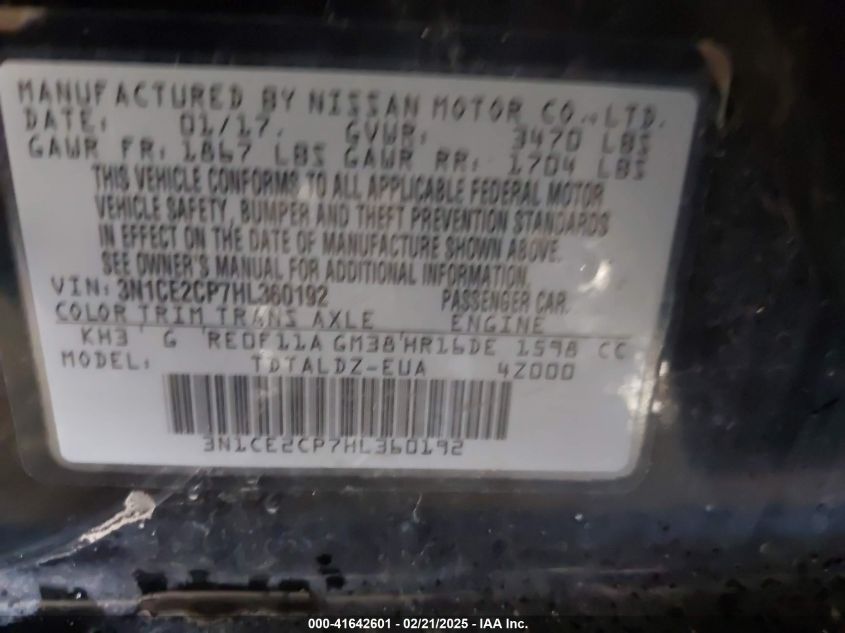 MANUFACTURED BY NISSAN MOTOR CO., LTD.
DATE: 01/17. GVWR: 3470 LBS
GAWR FR: 1867 LBS GAWR RR: 1704 LBS
THIS VEHICLE CONFORMS TO ALL APPLICABLE FEDERAL MOTOR
VEHICLE SAFETY, BUMPER AND THEFT PREVENTION STANDARDS
IN EFFECT ON THE DATE OF MANUFACTURE SHOWN ABOVE.
SEE OWNER'S MANUAL FOR ADDITIONAL INFORMATION.
VIN: 3N1CE2CP7HL360192 PASSENGER CAR.
COLOR TRIM TRANS AXLE ENGINE
KH3 G RE0F11A GM38 HR16DE 1598 CC
MODEL: TDTALDZ-EUA 4Z000
3N1CE2CP7HL360192
000-41642601 - 02/21/2025 - IAA Inc.